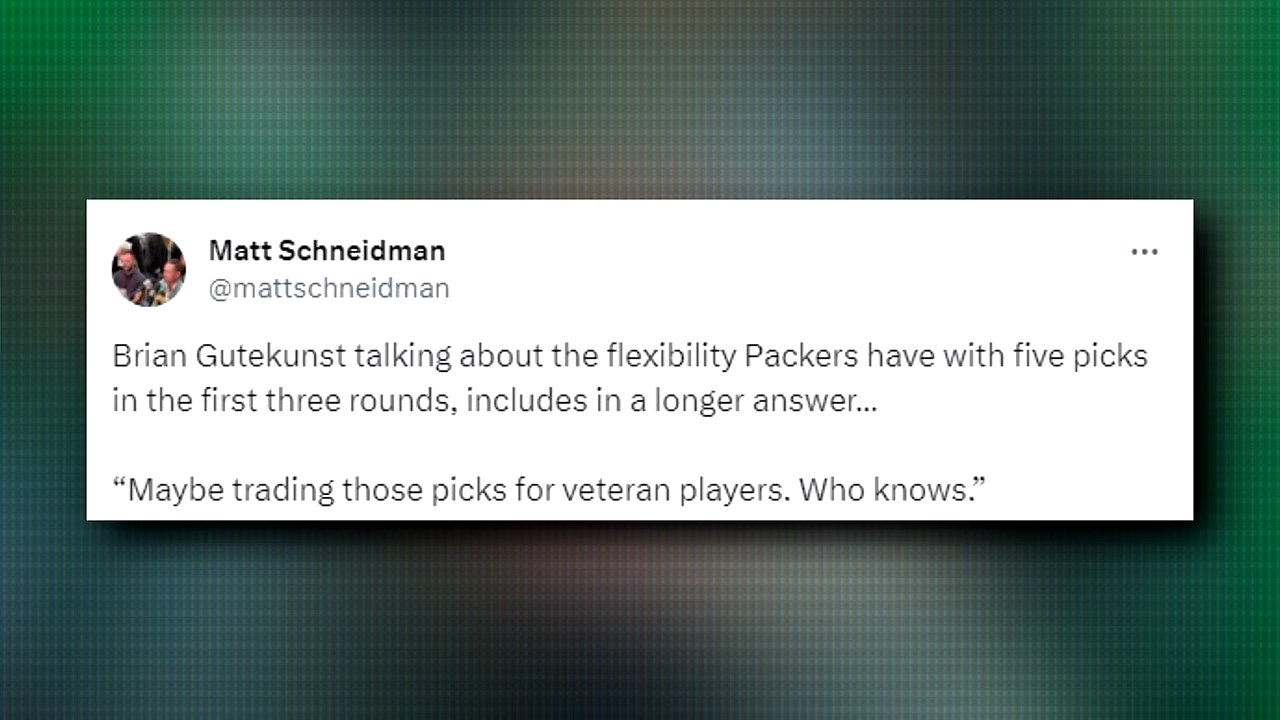 Matt Schneidman
@mattschneidman
Brian Gutekunst talking about the flexibility Packers have with five picks
in the first three rounds, includes in a longer answer...
“Maybe trading those picks for veteran players. Who knows.”